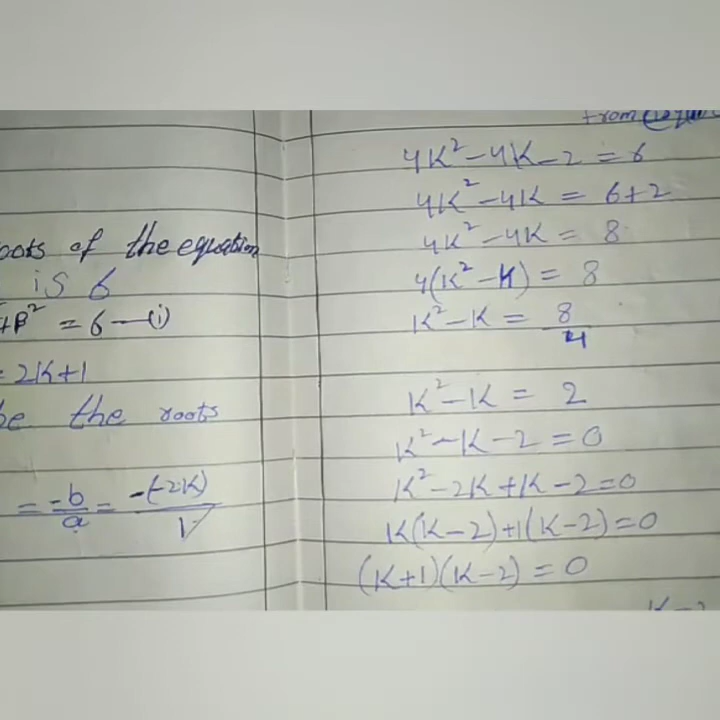 roots of the equation
is 6
+β² = 6 — (i)
= 2K+1
be the roots
= -b/a = -(-2K)/1
from
4K² - 4K - 2 = 6
4K² - 4K = 6+2
4K² - 4K = 8
4(K² - K) = 8
K² - K = 8/4
K² - K = 2
K² - K - 2 = 0
K² - 2K + K - 2 = 0
K(K-2)+1(K-2)=0
(K+1)(K-2) = 0